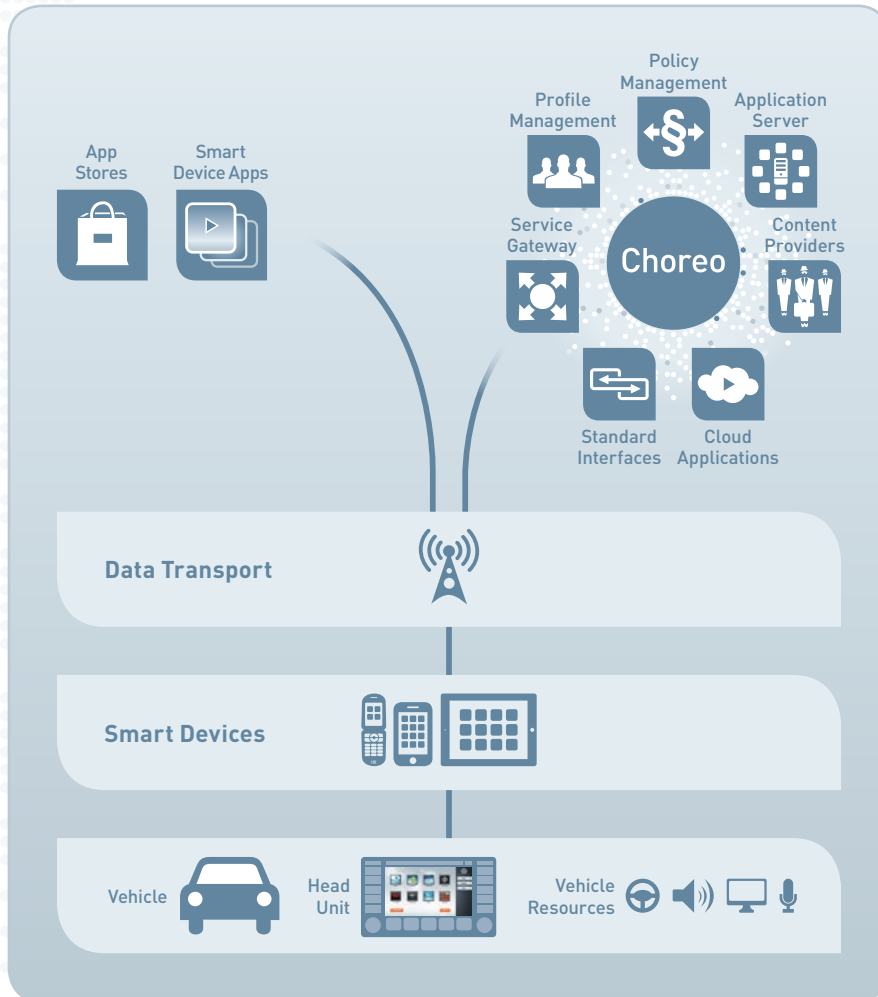 App
Stores
Smart
Device Apps
Policy
Management
Profile
Management
Application
Server
Service
Gateway
Choreo
Content
Providers
Standard
Interfaces
Cloud
Applications
Data Transport
Smart Devices
Vehicle
Head
Unit
Vehicle
Resources